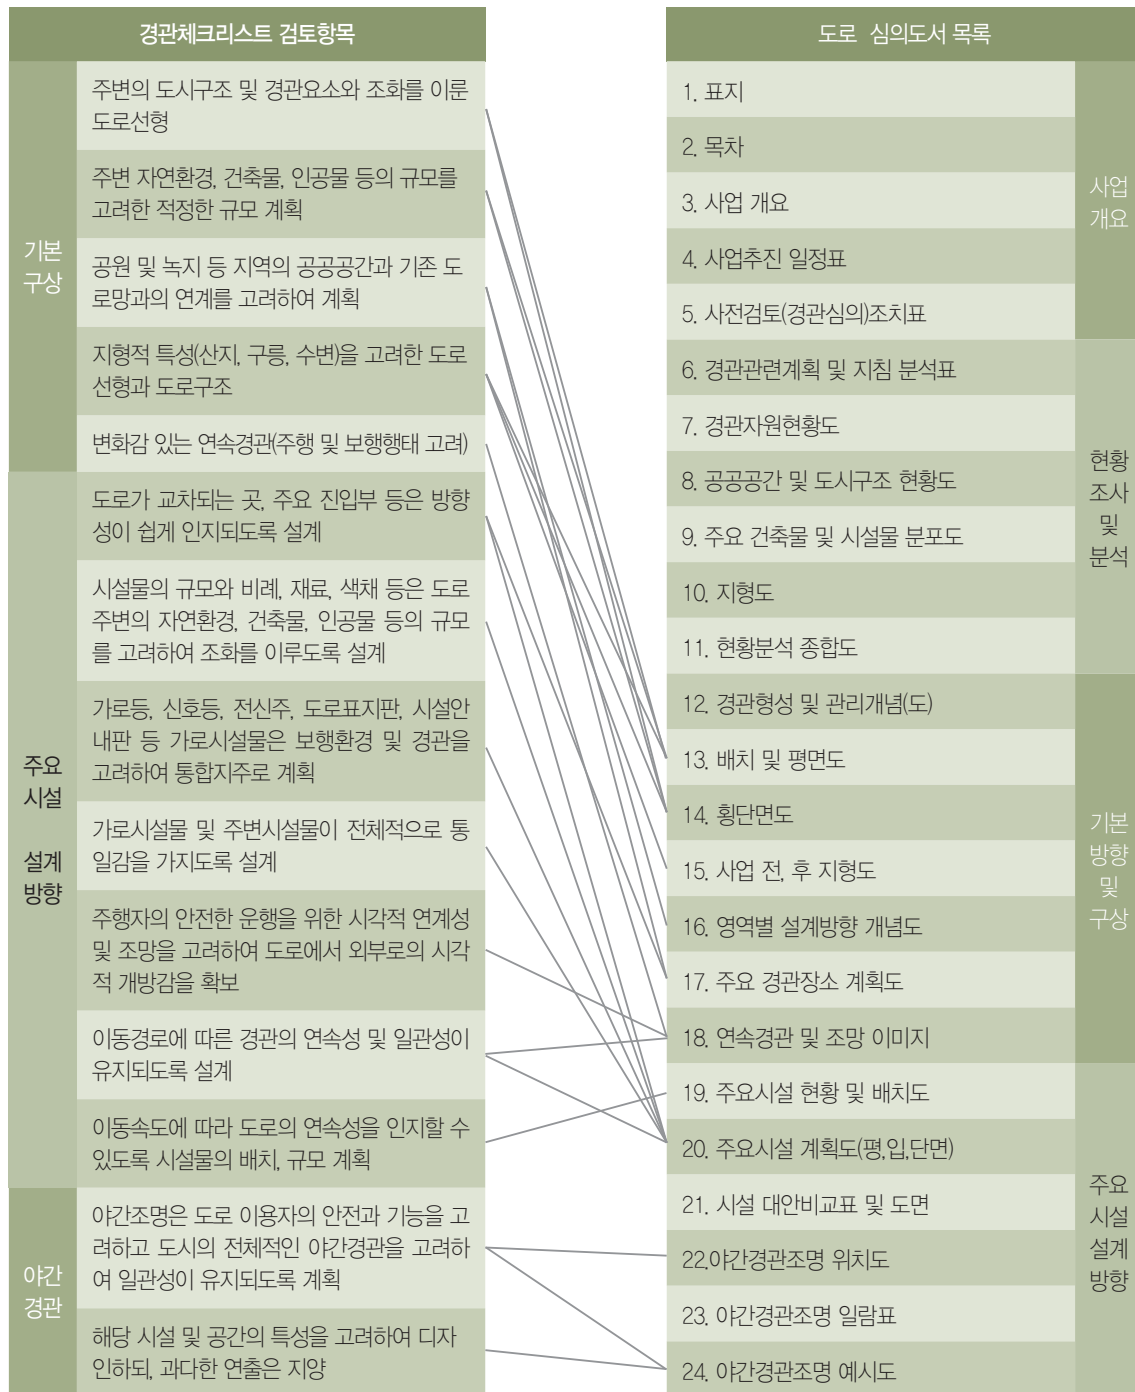 경관체크리스트 검토항목
기본
구상
주변의 도시구조 및 경관요소와 조화를 이룬
도로선형
주변 자연환경, 건축물, 인공물 등의 규모를
고려한 적정한 규모 계획
공원 및 녹지 등 지역의 공공공간과 기존 도
로망과의 연계를 고려하여 계획
지형적 특성(산지, 구릉, 수변)을 고려한 도로
선형과 도로구조
변화감 있는 연속경관(주행 및 보행행태 고려)
주요
시설
설계
방향
도로가 교차되는 곳, 주요 진입부 등은 방향
성이 쉽게 인지되도록 설계
시설물의 규모와 비례, 재료, 색채 등은 도로
주변의 자연환경, 건축물, 인공물 등의 규모
를 고려하여 조화를 이루도록 설계
가로등, 신호등, 전신주, 도로표지판, 시설안
내판 등 가로시설물은 보행환경 및 경관을
고려하여 통합지주로 계획
가로시설물 및 주변시설물이 전체적으로 통
일감을 가지도록 설계
주행자의 안전한 운행을 위한 시각적 연계성
및 조망을 고려하여 도로에서 외부로의 시각
적 개방감을 확보
이동경로에 따른 경관의 연속성 및 일관성이
유지되도록 설계
이동속도에 따라 도로의 연속성을 인지할 수
있도록 시설물의 배치, 규모 계획
야간
경관
야간조명은 도로 이용자의 안전과 기능을 고
려하고 도시의 전체적인 야간경관을 고려하
여 일관성이 유지되도록 계획
해당 시설 및 공간의 특성을 고려하여 디자
인하되, 과다한 연출은 지양
도로 심의도서 목록
1. 표지
2. 목차
3. 사업 개요
4. 사업추진 일정표
5. 사전검토(경관심의)조치표
사업
개요
6. 경관관련계획 및 지침 분석표
7. 경관자원현황도
8. 공공공간 및 도시구조 현황도
9. 주요 건축물 및 시설물 분포도
10. 지형도
11. 현황분석 종합도
현황
조사
및
분석
12. 경관형성 및 관리개념(도)
13. 배치 및 평면도
14. 횡단면도
15. 사업 전, 후 지형도
16. 영역별 설계방향 개념도
17. 주요 경관장소 계획도
18. 연속경관 및 조망 이미지
기본
방향
및
구상
19. 주요시설 현황 및 배치도
20. 주요시설 계획도(평,입,단면)
21. 시설 대안비교표 및 도면
22.야간경관조명 위치도
23. 야간경관조명 일람표
24. 야간경관조명 예시도
주요
시설
설계
방향